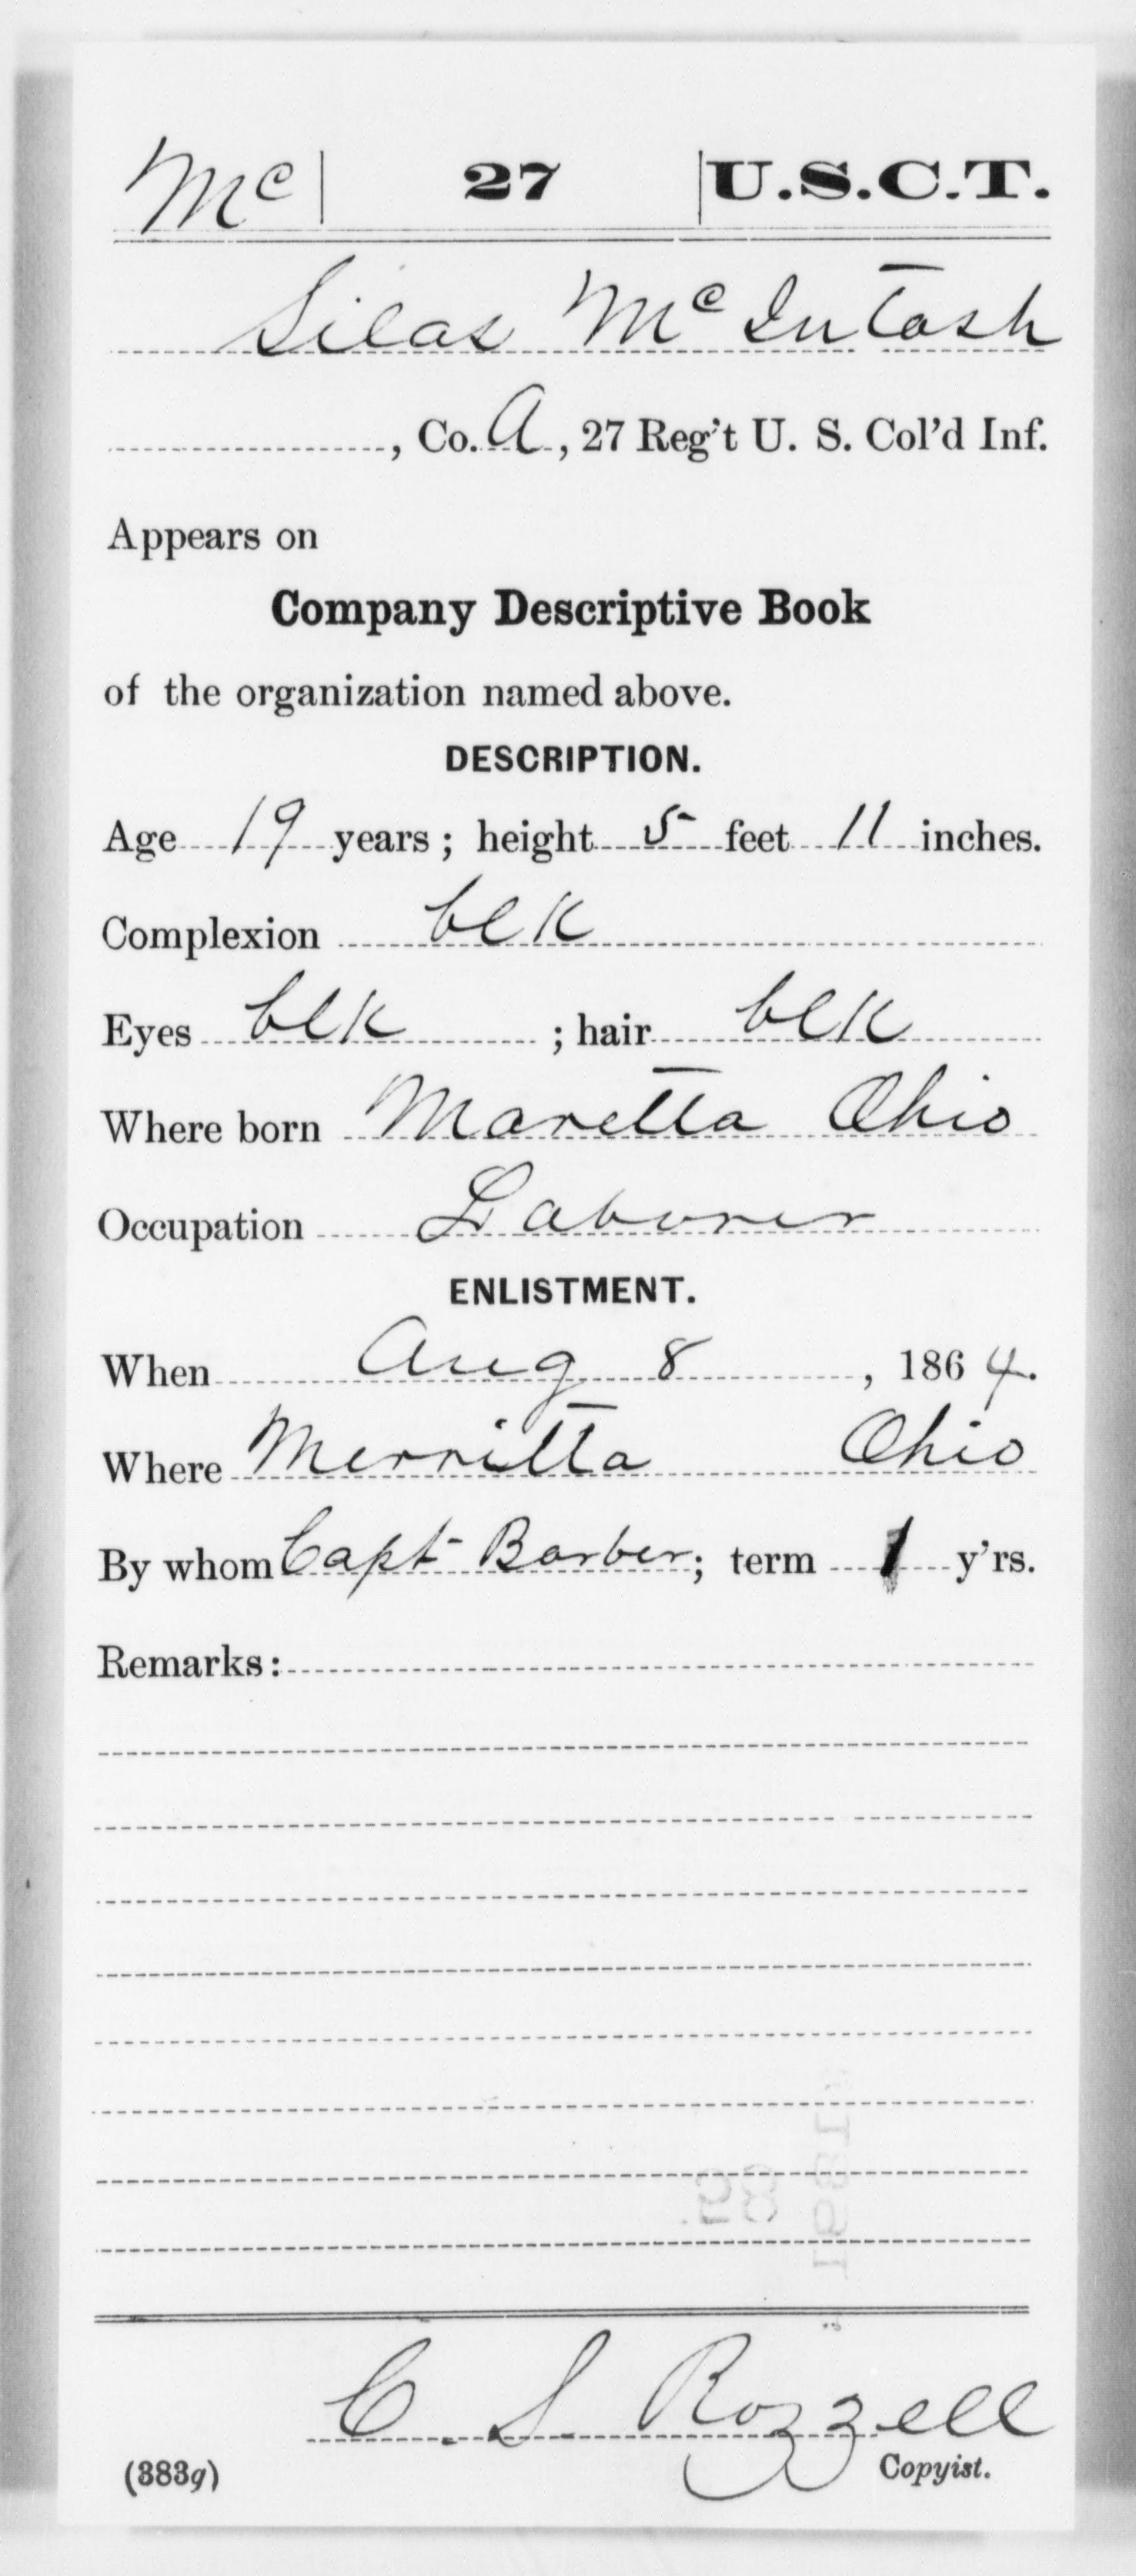 Mc | 27 | U.S.C.T.
Silas McIntosh
, Co. A, 27 Reg't U. S. Col'd Inf.
Appears on
Company Descriptive Book
of the organization named above.
DESCRIPTION.
Age 19 years; height 5 feet 11 inches.
Complexion blk
Eyes blk ; hair blk
Where born Maretta Ohio
Occupation Laborer
ENLISTMENT.
When Aug 8, 1864.
Where Merritta Ohio
By whom Capt Barber; term 1 y'rs.
Remarks:
C. S. Rozzell
(383g) Copyist.